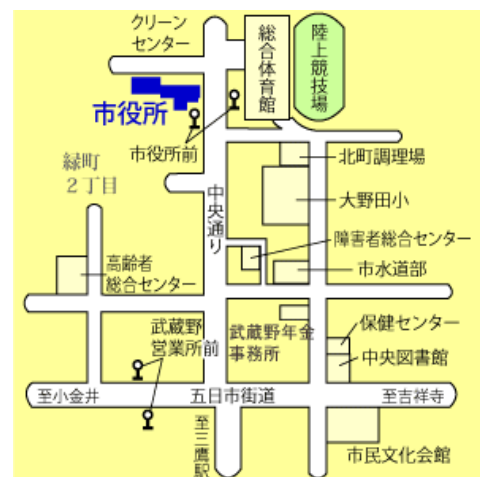 クリーン
センター
総合体育館
陸上競技場
市役所
市役所前
北町調理場
緑町
２丁目
大野田小
中央通り
障害者総合センター
高齢者
総合センター
市水道部
武蔵野
営業所前
武蔵野年金
事務所
保健センター
中央図書館
至小金井
五日市街道
至吉祥寺
至三鷹駅
市民文化会館